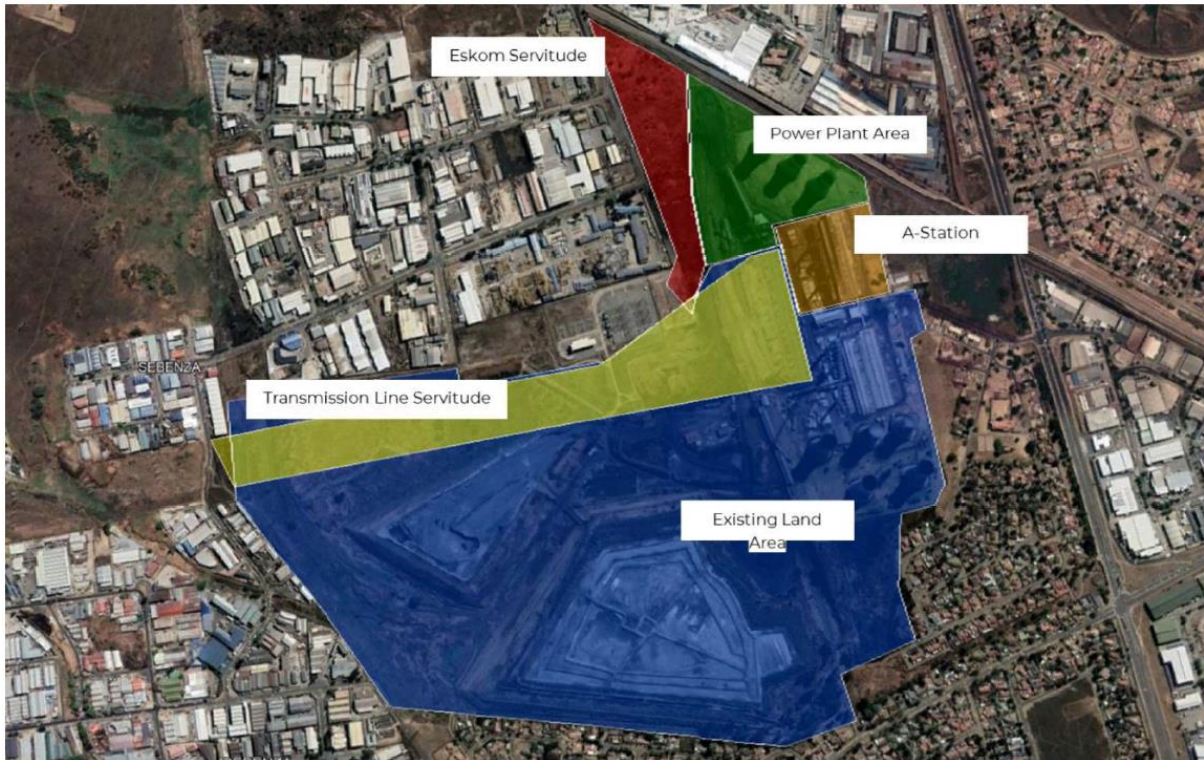 Eskom Servitude
Power Plant Area
A-Station
SEBENZA
Transmission Line Servitude
Existing Land
Area